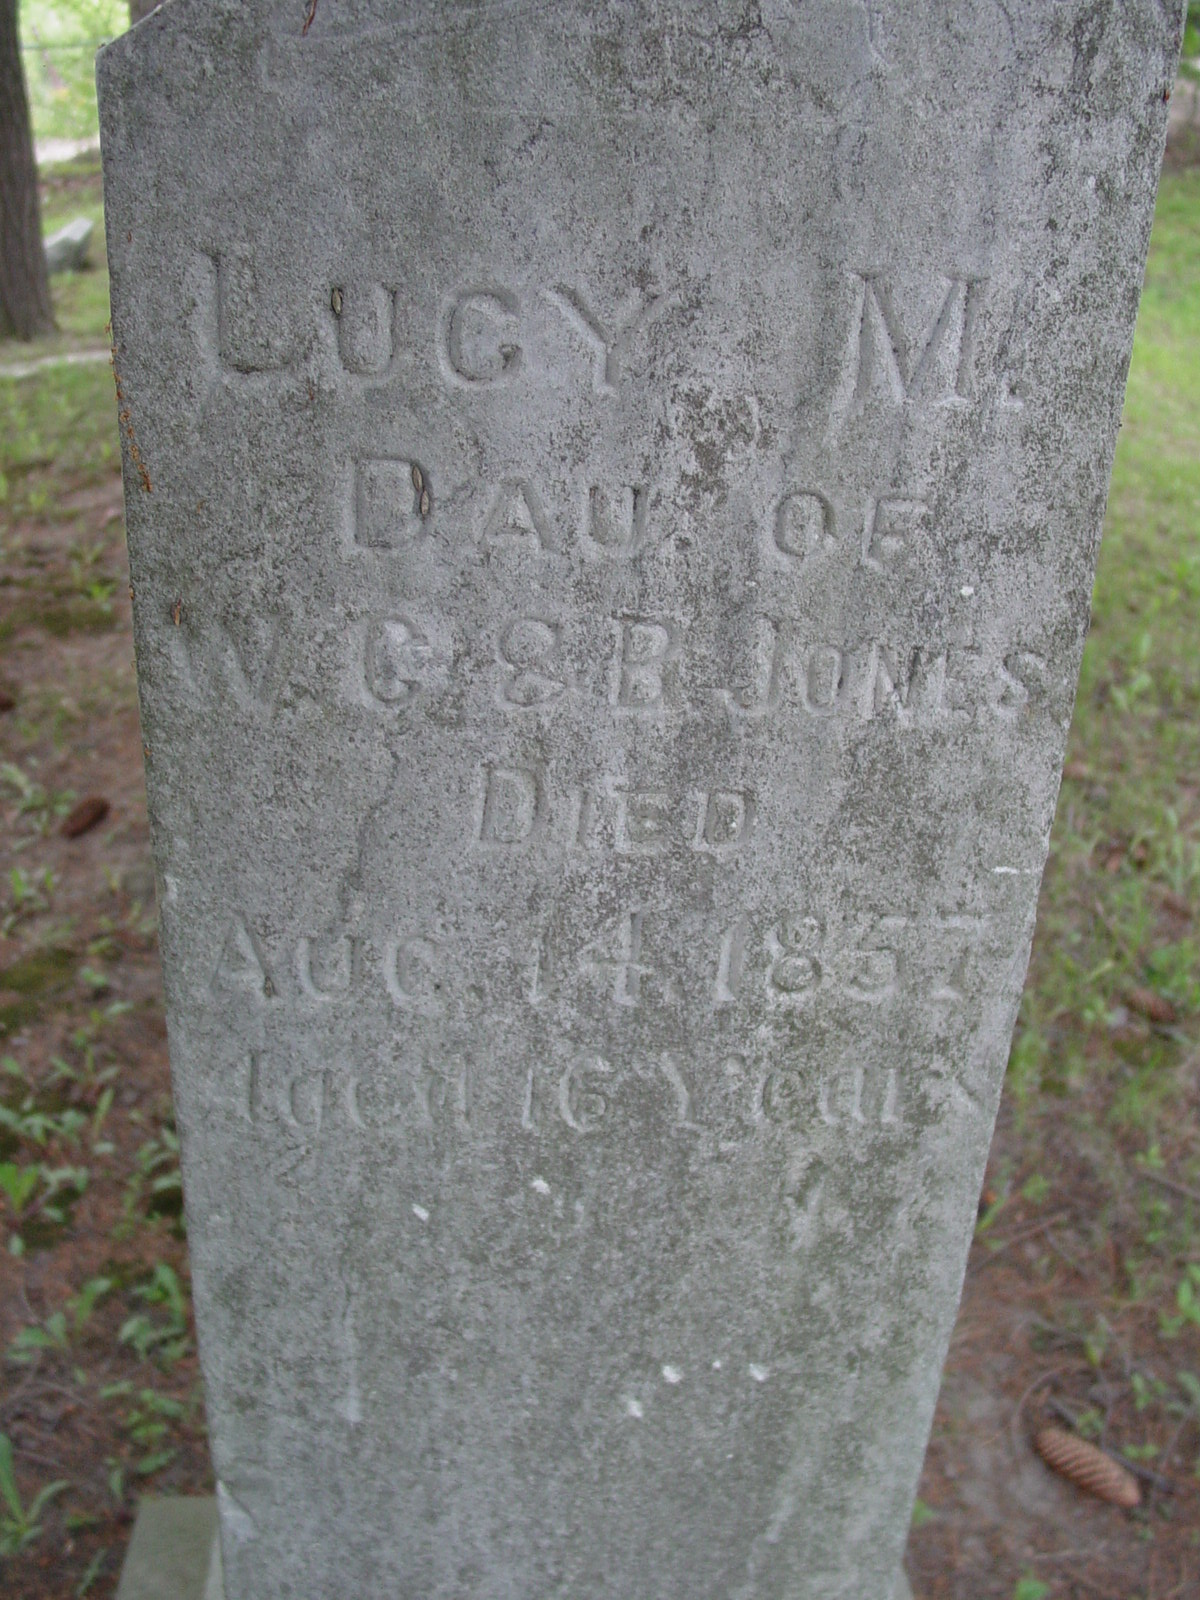 LUCY M.
DAU. OF
W. C. & B. JONES
DIED
AUG. 14. 1857
Aged 16 Years